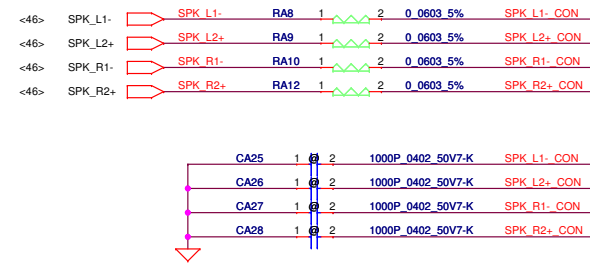 <46> SPK_L1- SPK_L1- RA8 1 2 0_0603_5% SPK_L1-_CON
<46> SPK_L2+ SPK_L2+ RA9 1 2 0_0603_5% SPK_L2+_CON
<46> SPK_R1- SPK_R1- RA10 1 2 0_0603_5% SPK_R1-_CON
<46> SPK_R2+ SPK_R2+ RA12 1 2 0_0603_5% SPK_R2+_CON
CA25 1 @ 2 1000P_0402_50V7-K SPK_L1-_CON
CA26 1 @ 2 1000P_0402_50V7-K SPK_L2+_CON
CA27 1 @ 2 1000P_0402_50V7-K SPK_R1-_CON
CA28 1 @ 2 1000P_0402_50V7-K SPK_R2+_CON